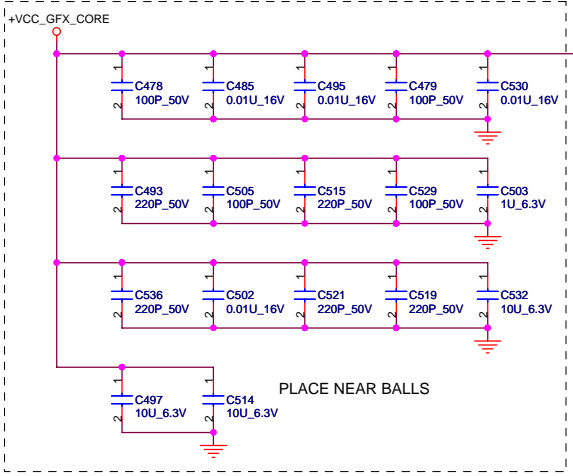 +VCC_GFX_CORE
1 1 1 1 1
C478 C485 C495 C479 C530
100P_50V 0.01U_16V 0.01U_16V 100P_50V 0.01U_16V
2 2 2 2 2
1 1 1 1 1
C493 C505 C515 C529 C503
220P_50V 100P_50V 220P_50V 100P_50V 1U_6.3V
2 2 2 2 2
1 1 1 1 1
C536 C502 C521 C519 C532
220P_50V 0.01U_16V 220P_50V 220P_50V 10U_6.3V
2 2 2 2 2
1 1
PLACE NEAR BALLS
C497 C514
10U_6.3V 10U_6.3V
2 2